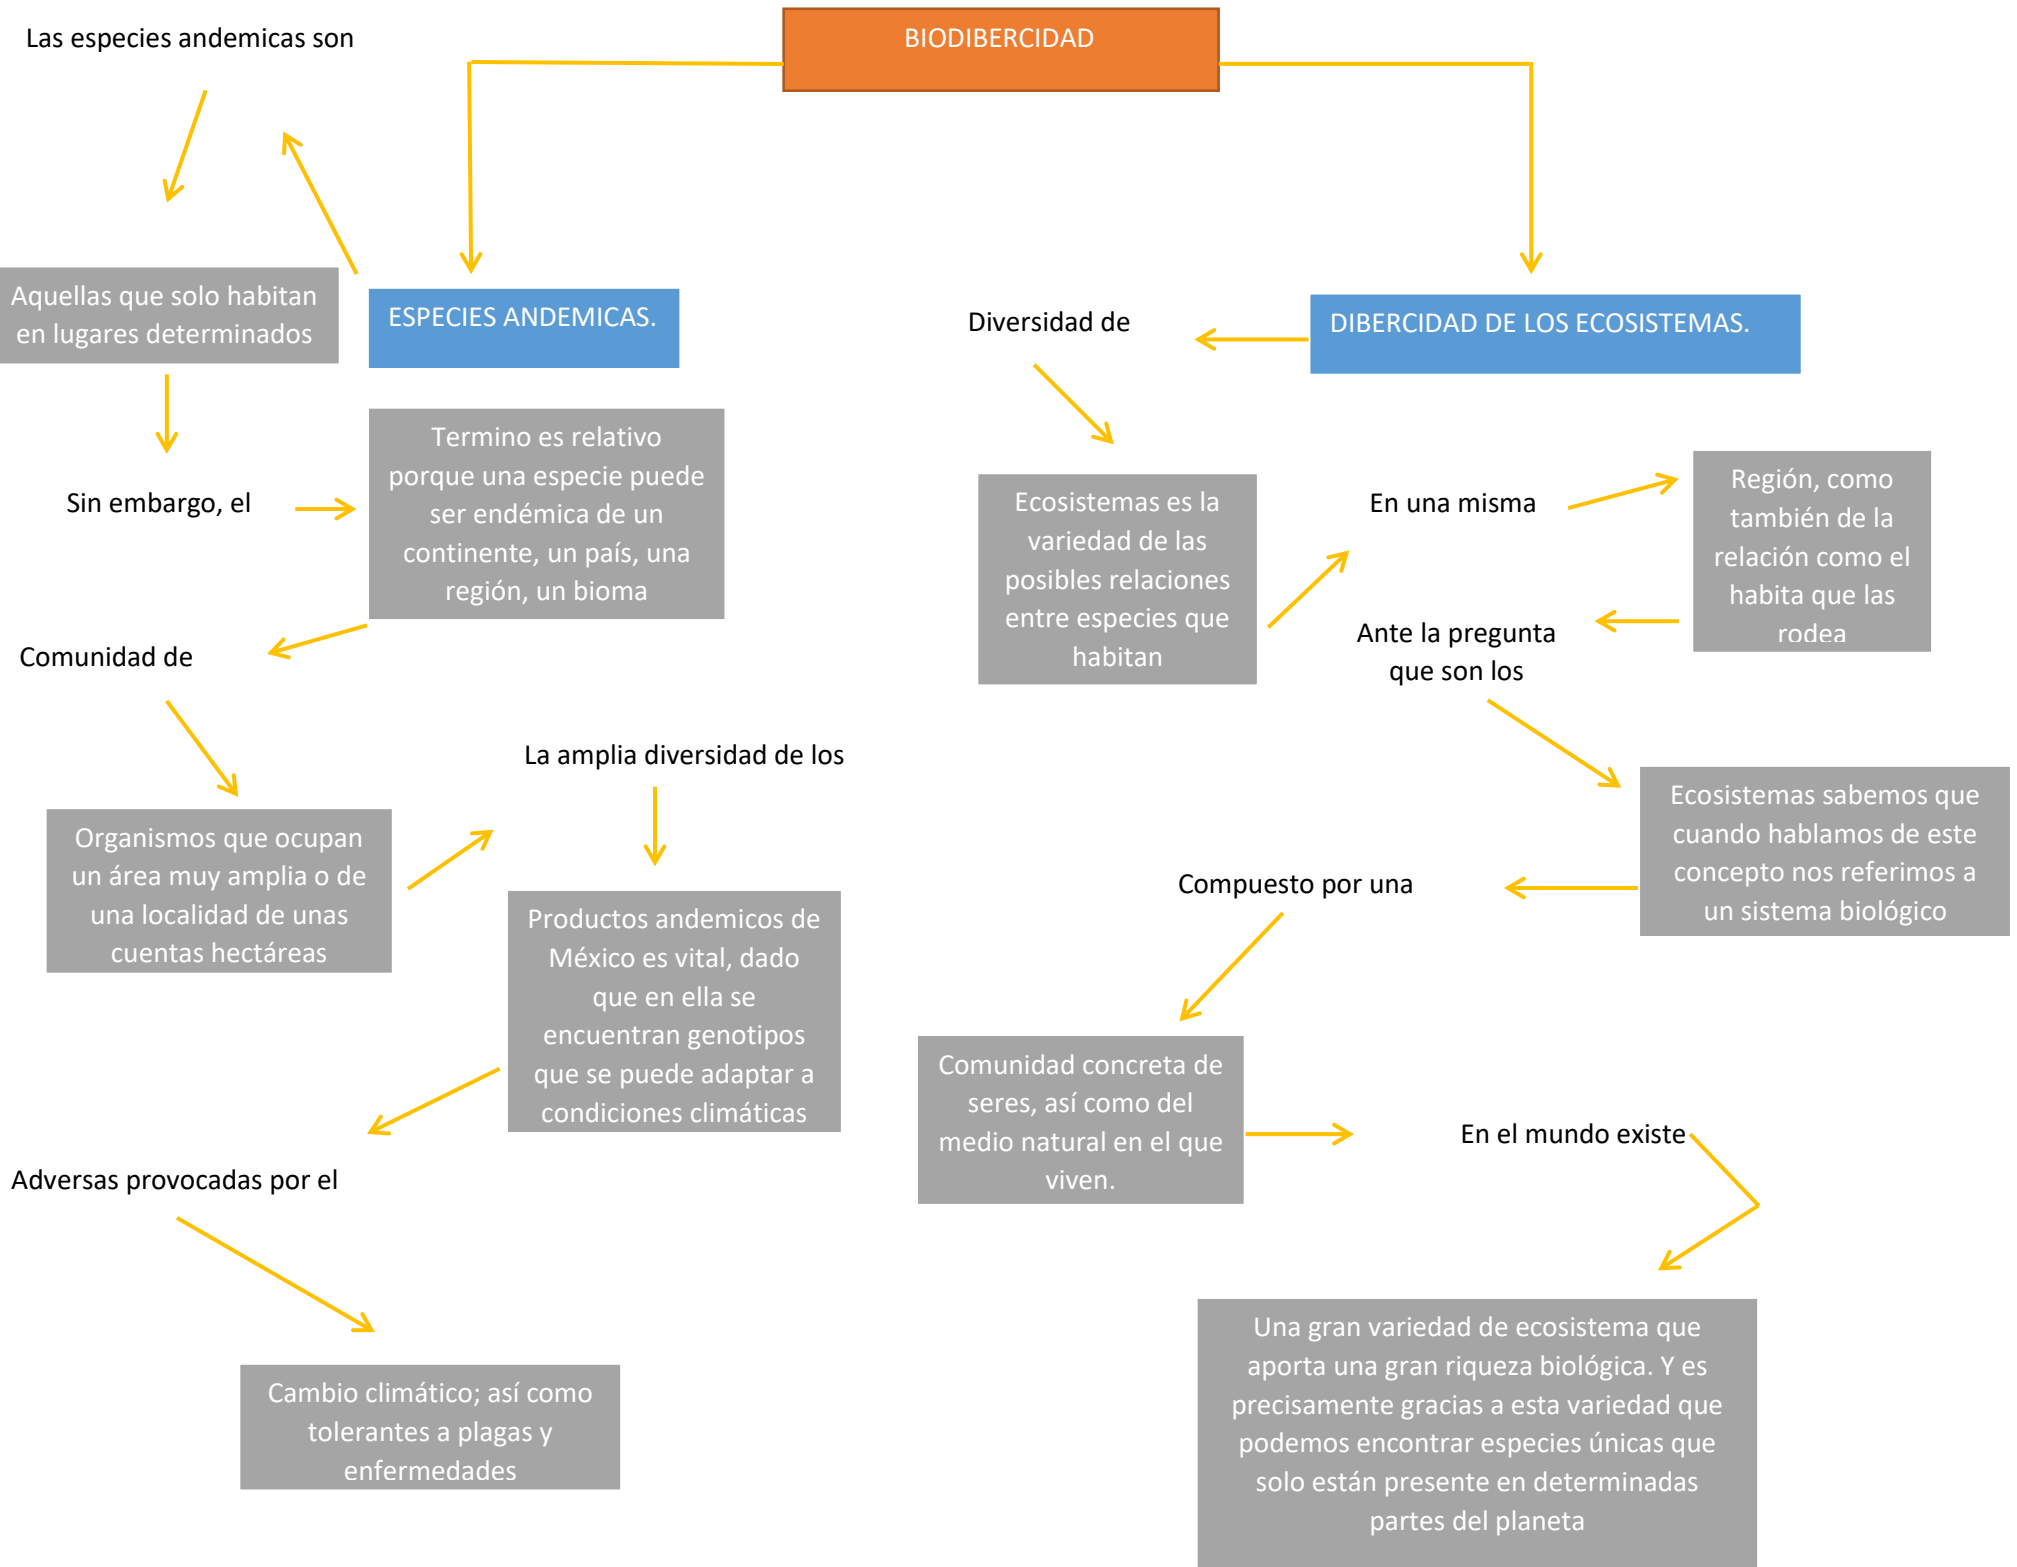 BIODIBERCIDAD
Las especies andemicas son
Aquellas que solo habitan
en lugares determinados
ESPECIES ANDEMICAS.
Sin embargo, el
Termino es relativo
porque una especie puede
ser endémica de un
continente, un país, una
región, un bioma
Comunidad de
Organismos que ocupan
un área muy amplia o de
una localidad de unas
cuentas hectáreas
La amplia diversidad de los
Productos andemicos de
México es vital, dado
que en ella se
encuentran genotipos
que se puede adaptar a
condiciones climáticas
Adversas provocadas por el
Cambio climático; así como
tolerantes a plagas y
enfermedades
DIBERCIDAD DE LOS ECOSISTEMAS.
Diversidad de
Ecosistemas es la
variedad de las
posibles relaciones
entre especies que
habitan
En una misma
Región, como
también de la
relación como el
habita que las
rodea
Ante la pregunta
que son los
Ecosistemas sabemos que
cuando hablamos de este
concepto nos referimos a
un sistema biológico
Compuesto por una
Comunidad concreta de
seres, así como del
medio natural en el que
viven.
En el mundo existe
Una gran variedad de ecosistema que
aporta una gran riqueza biológica. Y es
precisamente gracias a esta variedad que
podemos encontrar especies únicas que
solo están presente en determinadas
partes del planeta